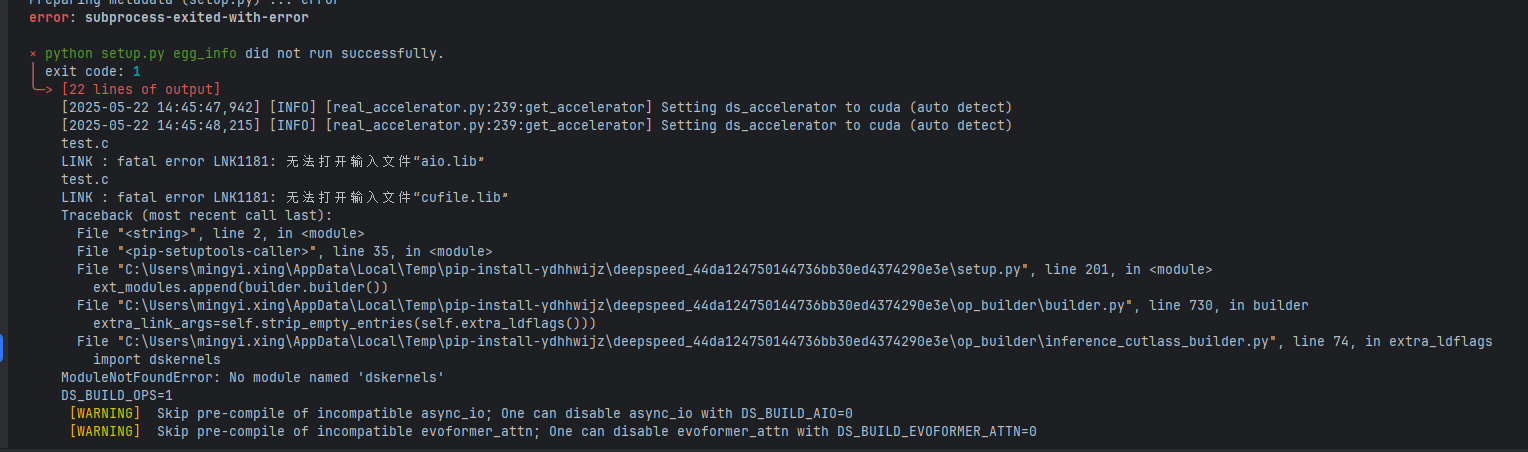 Preparing metadata (setup.py) ... error
error: subprocess-exited-with-error
× python setup.py egg_info did not run successfully.
│ exit code: 1
╰─> [22 lines of output]
[2025-05-22 14:45:47,942] [INFO] [real_accelerator.py:239:get_accelerator] Setting ds_accelerator to cuda (auto detect)
[2025-05-22 14:45:48,215] [INFO] [real_accelerator.py:239:get_accelerator] Setting ds_accelerator to cuda (auto detect)
test.c
LINK : fatal error LNK1181: 无法打开输入文件“aio.lib”
test.c
LINK : fatal error LNK1181: 无法打开输入文件“cufile.lib”
Traceback (most recent call last):
File "<string>", line 2, in <module>
File "<pip-setuptools-caller>", line 35, in <module>
File "C:\Users\mingyi.xing\AppData\Local\Temp\pip-install-ydhhwijz\deepspeed_44da124750144736bb30ed4374290e3e\setup.py", line 201, in <module>
ext_modules.append(builder.builder())
File "C:\Users\mingyi.xing\AppData\Local\Temp\pip-install-ydhhwijz\deepspeed_44da124750144736bb30ed4374290e3e\op_builder\builder.py", line 730, in builder
extra_link_args=self.strip_empty_entries(self.extra_ldflags()))
File "C:\Users\mingyi.xing\AppData\Local\Temp\pip-install-ydhhwijz\deepspeed_44da124750144736bb30ed4374290e3e\op_builder\inference_cutlass_builder.py", line 74, in extra_ldflags
import dskernels
ModuleNotFoundError: No module named 'dskernels'
DS_BUILD_OPS=1
[WARNING] Skip pre-compile of incompatible async_io; One can disable async_io with DS_BUILD_AIO=0
[WARNING] Skip pre-compile of incompatible evoformer_attn; One can disable evoformer_attn with DS_BUILD_EVOFORMER_ATTN=0